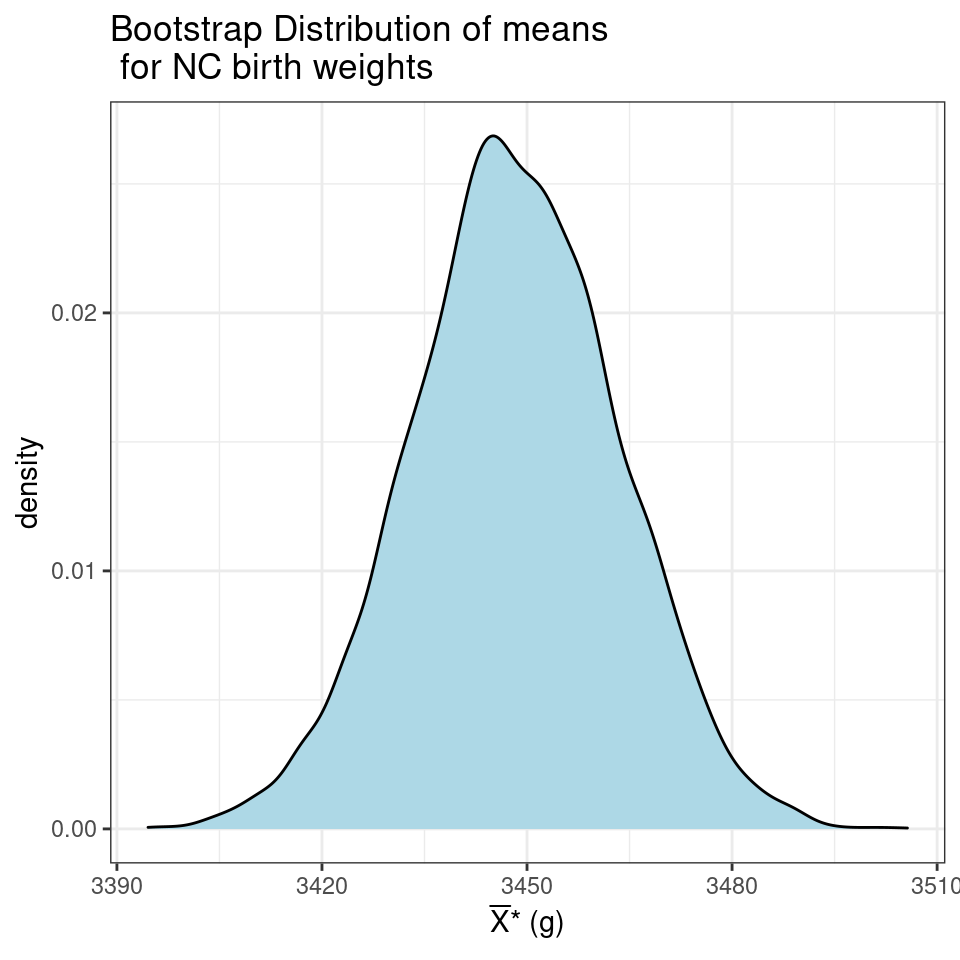 Bootstrap Distribution of means
for NC birth weights
density
0.02
0.01
0.00
3390 3420 3450 3480 3510
X̅* (g)